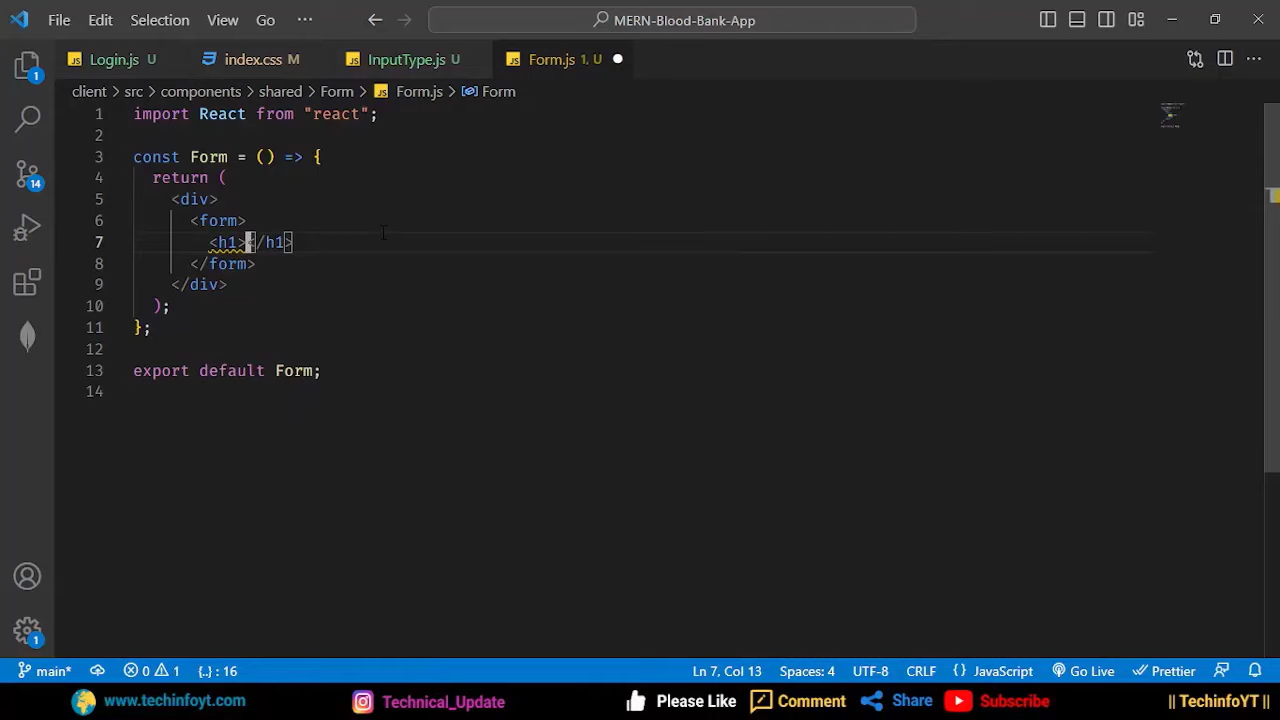 File Edit Selection View Go ··· MERN-Blood-Bank-App
Login.js U index.css M InputType.js U Form.js 1, U
client > src > components > shared > Form > Form.js > Form
1 import React from "react";
2
3 const Form = () => {
4 return (
5 <div>
6 <form>
7 <h1></h1>
8 </form>
9 </div>
10 );
11 };
12
13 export default Form;
14
1
14
1
main* 0 1 {..} : 16 Ln 7, Col 13 Spaces: 4 UTF-8 CRLF {} JavaScript Go Live Prettier
www.techinfoyt.com Technical_Update Please Like Comment Share Subscribe || TechinfoYT ||